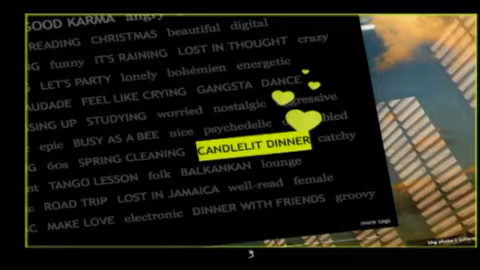 GOOD KARMA angry
READING CHRISTMAS beautiful digital
funny IT'S RAINING LOST IN THOUGHT crazy
LET'S PARTY lonely bohémien energetic
FEEL LIKE CRYING GANGSTA DANCE
STUDYING worried nostalgic
epic BUSY AS A BEE nice psychedelic
60s SPRING CLEANING CANDLELIT DINNER catchy
TANGO LESSON folk BALKANKAN lounge
ROAD TRIP LOST IN JAMAICA well-read female
MAKE LOVE electronic DINNER WITH FRIENDS groovy
more tags
3